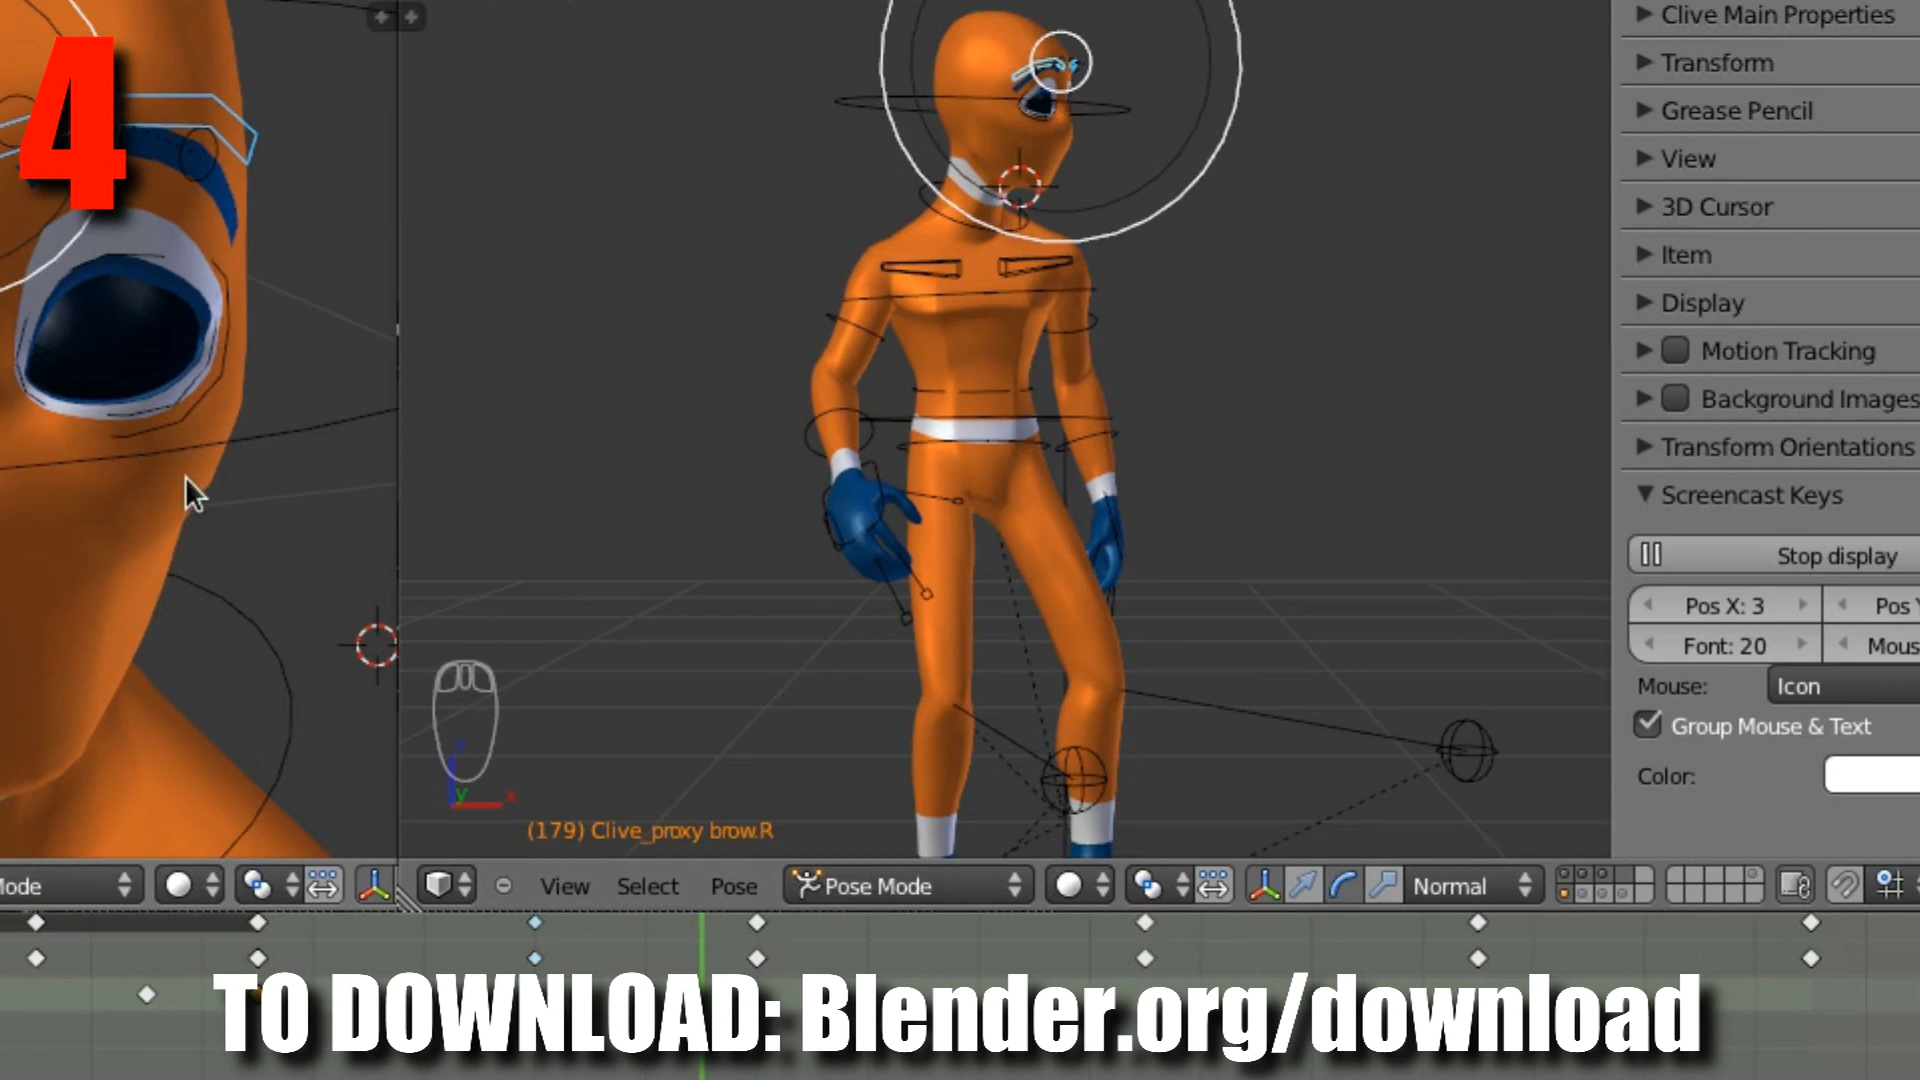 4
Clive Main Properties
Transform
Grease Pencil
View
3D Cursor
Item
Display
Motion Tracking
Background Images
Transform Orientations
Screencast Keys
Stop display
Pos X: 3
Pos Y
Font: 20
Mous
Mouse:
Icon
Group Mouse & Text
Color:
z
y
x
(179) Clive_proxy brow.R
Mode
View
Select
Pose
Pose Mode
Normal
TO DOWNLOAD: Blender.org/download